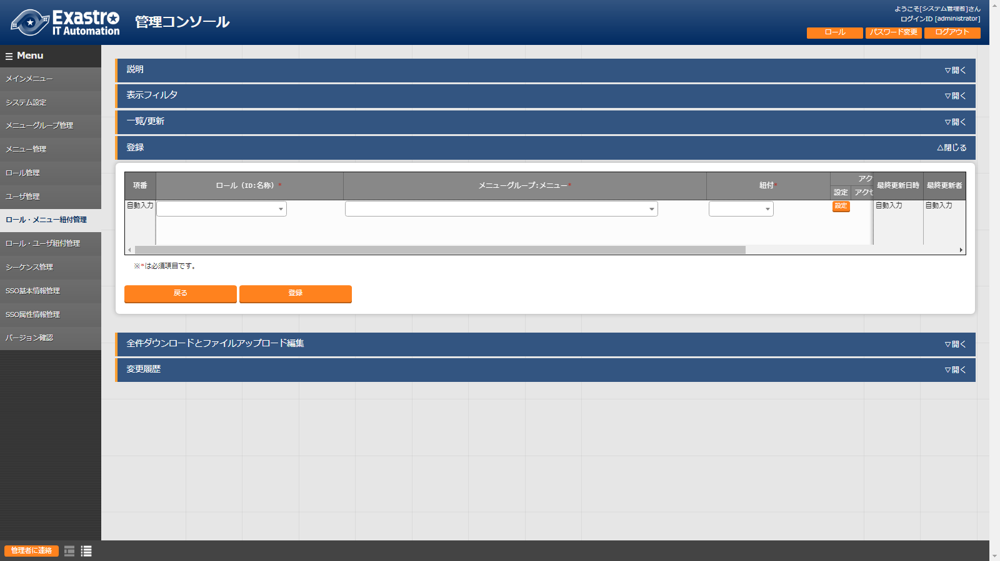 Exastro
IT Automation
管理コンソール
ようこそ[システム管理者]さん
ログインID [administrator]
ロール
パスワード変更
ログアウト
Menu
メインメニュー
システム設定
メニューグループ管理
メニュー管理
ロール管理
ユーザ管理
ロール・メニュー紐付管理
ロール・ユーザ紐付管理
シーケンス管理
SSO基本情報管理
SSO属性情報管理
バージョン確認
説明
▽開く
表示フィルタ
▽開く
一覧/更新
▽開く
登録
△閉じる
項番
ロール（ID:名称）*
メニューグループ:メニュー*
紐付*
アク
設定
アクセ
最終更新日時
最終更新者
自動入力
設定
自動入力
自動入力
※*は必須項目です。
戻る
登録
全件ダウンロードとファイルアップロード編集
▽開く
変更履歴
▽開く
管理者に連絡